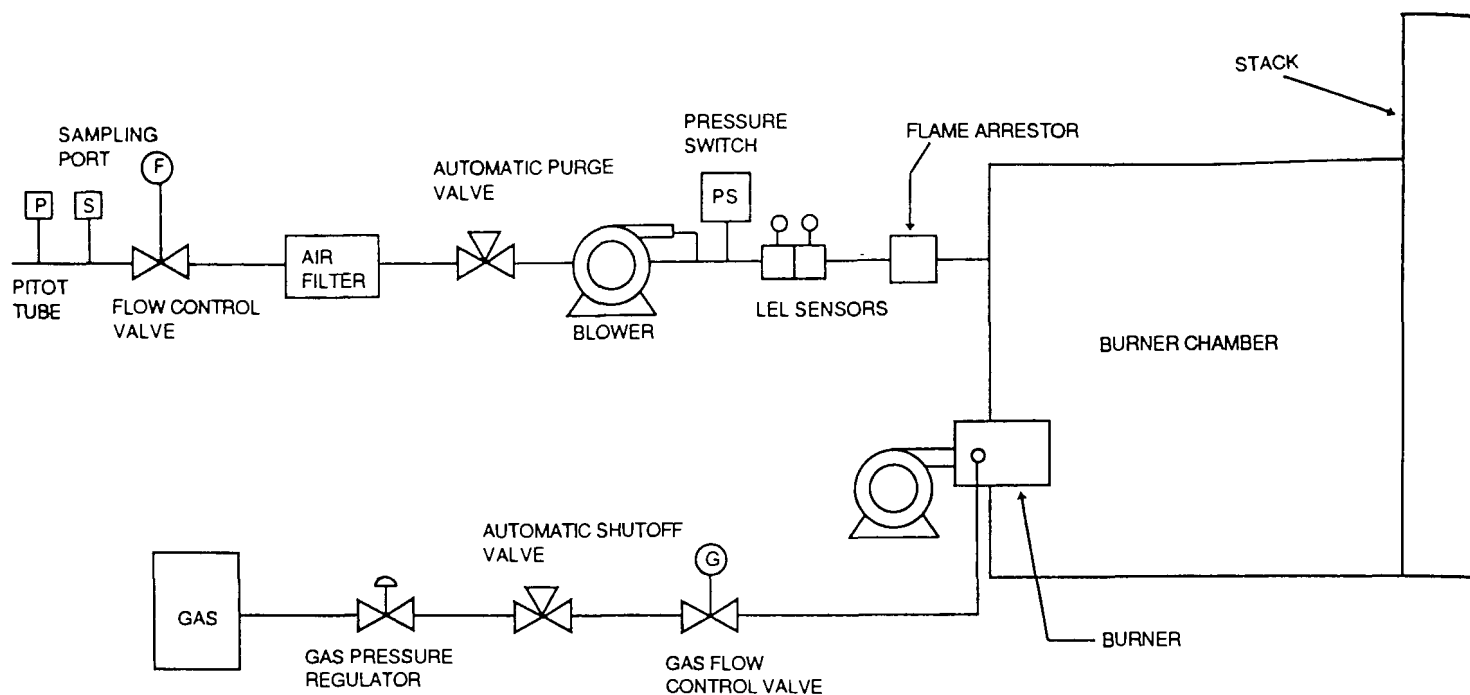 STACK
SAMPLING
PORT
F
PRESSURE
SWITCH
FLAME ARRESTOR
AUTOMATIC PURGE
VALVE
P
S
PS
AIR
FILTER
PITOT
TUBE
FLOW CONTROL
VALVE
BLOWER
LEL SENSORS
BURNER CHAMBER
AUTOMATIC SHUTOFF
VALVE
G
GAS
GAS PRESSURE
REGULATOR
GAS FLOW
CONTROL VALVE
BURNER